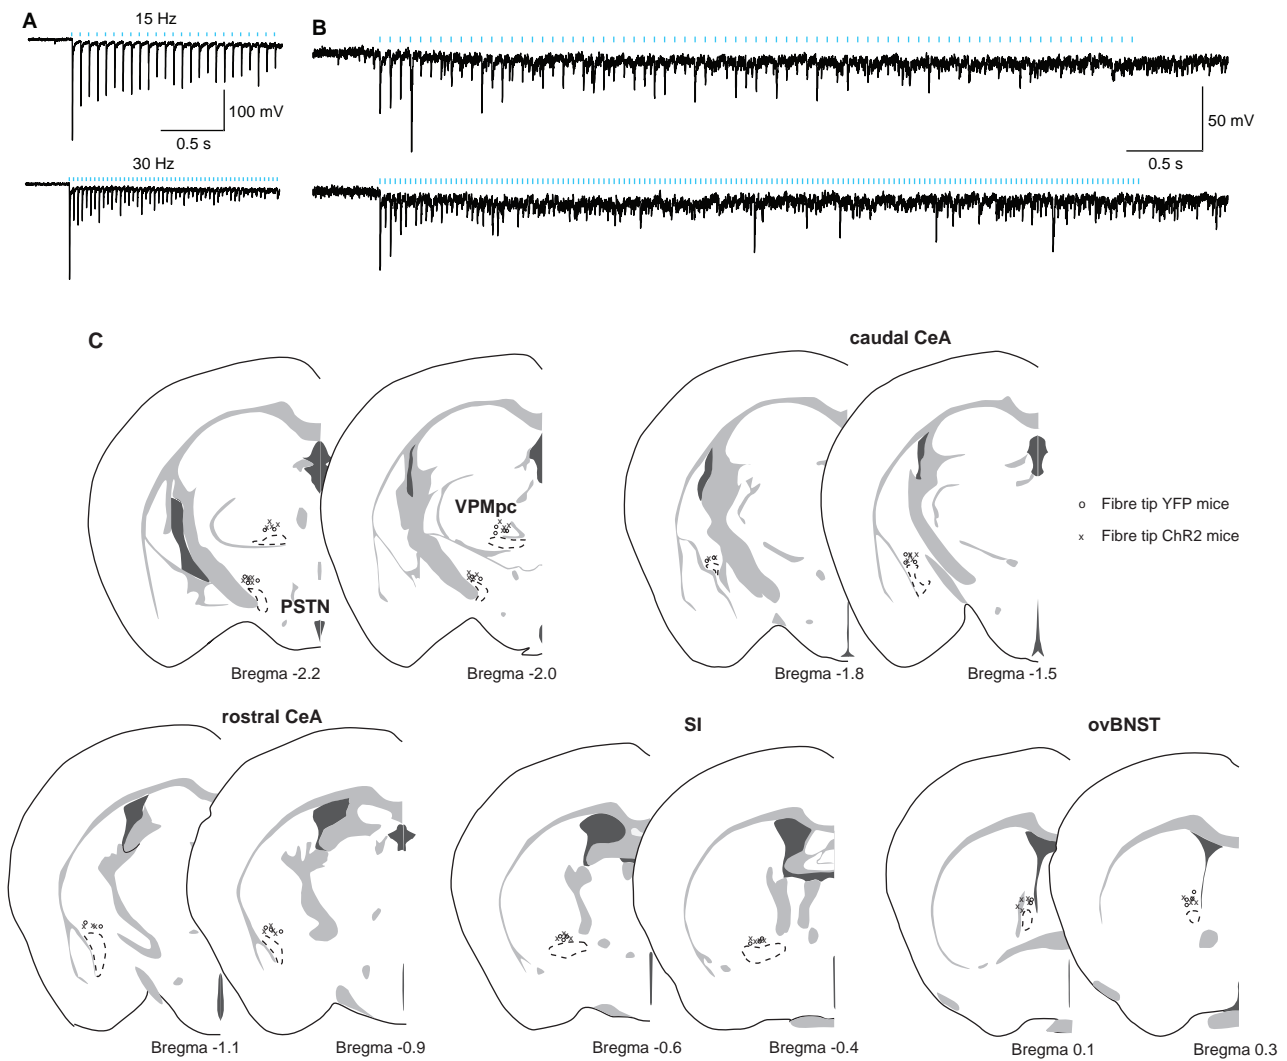 A
15 Hz
B
100 mV
0.5 s
50 mV
0.5 s
30 Hz
C
caudal CeA
VPMpc
PSTN
o Fibre tip YFP mice
x Fibre tip ChR2 mice
Bregma -2.2
Bregma -2.0
Bregma -1.8
Bregma -1.5
rostral CeA
SI
ovBNST
Bregma -1.1
Bregma -0.9
Bregma -0.6
Bregma -0.4
Bregma 0.1
Bregma 0.3